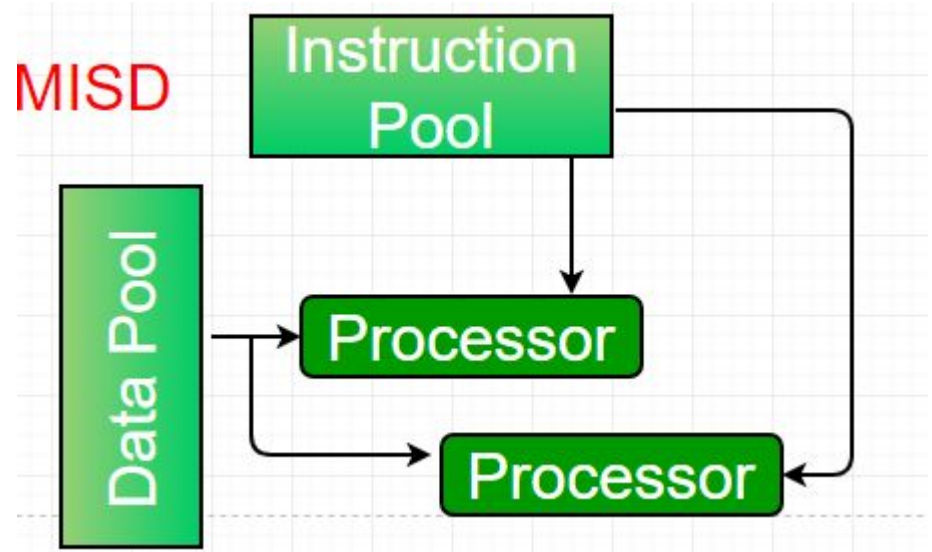 MISD
Instruction
Pool
Data Pool
Processor
Processor